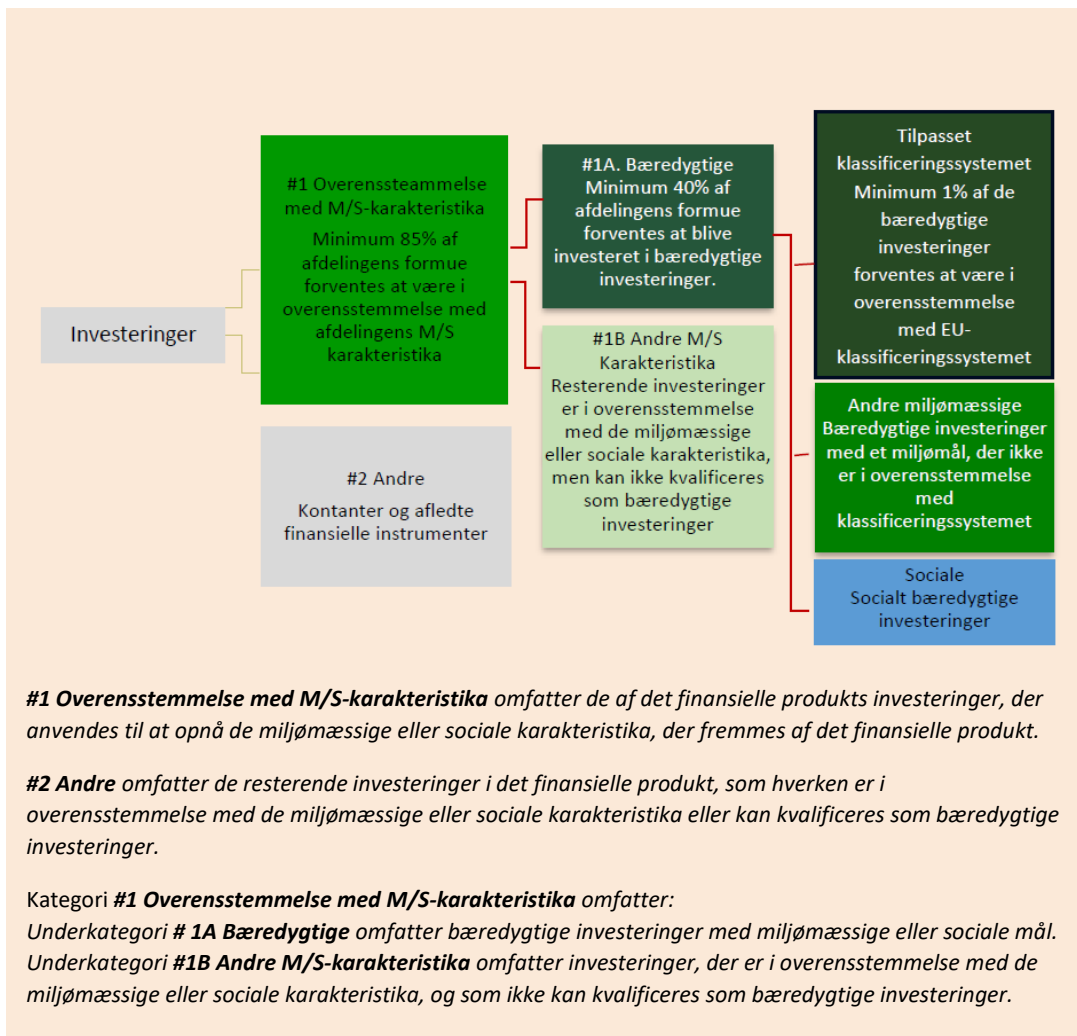 Investeringer
#1 Overenssteammelse
med M/S-karakteristika
Minimum 85% af
afdelingens formue
forventes at være i
overensstemmelse med
afdelingens M/S
karakteristika
#2 Andre
Kontanter og afledte
finansielle instrumenter
#1A. Bæredygtige
Minimum 40% af
afdelingens formue
forventes at blive
investeret i bæredygtige
investeringer.
#1B Andre M/S
Karakteristika
Resterende investeringer
er i overensstemmelse
med de miljømæssige
eller sociale karakteristika,
men kan ikke kvalificeres
som bæredygtige
investeringer
Tilpasset
klassificeringssystemet
Minimum 1% af de
bæredygtige
investeringer
forventes at være i
overensstemmelse
med EU-
klassificeringssystemet
Andre miljømæssige
Bæredygtige investeringer
med et miljømål, der ikke
er i overensstemmelse
med
klassificeringssystemet
Sociale
Socialt bæredygtige
investeringer
#1 Overensstemmelse med M/S-karakteristika omfatter de af det finansielle produkts investeringer, der
anvendes til at opnå de miljømæssige eller sociale karakteristika, der fremmes af det finansielle produkt.
#2 Andre omfatter de resterende investeringer i det finansielle produkt, som hverken er i
overensstemmelse med de miljømæssige eller sociale karakteristika eller kan kvalificeres som bæredygtige
investeringer.
Kategori #1 Overensstemmelse med M/S-karakteristika omfatter:
Underkategori # 1A Bæredygtige omfatter bæredygtige investeringer med miljømæssige eller sociale mål.
Underkategori #1B Andre M/S-karakteristika omfatter investeringer, der er i overensstemmelse med de
miljømæssige eller sociale karakteristika, og som ikke kan kvalificeres som bæredygtige investeringer.